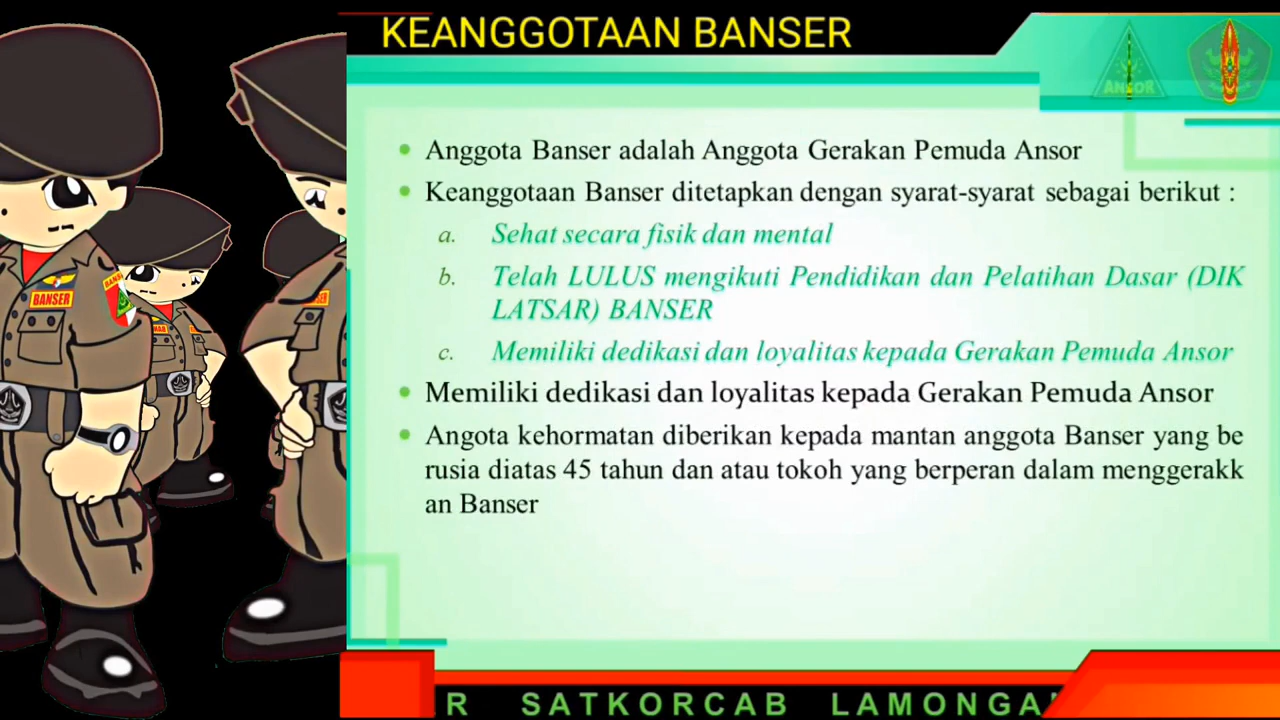 KEANGGOTAAN BANSER
ANSOR
• Anggota Banser adalah Anggota Gerakan Pemuda Ansor
• Keanggotaan Banser ditetapkan dengan syarat-syarat sebagai berikut :
a. Sehat secara fisik dan mental
b. Telah LULUS mengikuti Pendidikan dan Pelatihan Dasar (DIK
LATSAR) BANSER
c. Memiliki dedikasi dan loyalitas kepada Gerakan Pemuda Ansor
• Memiliki dedikasi dan loyalitas kepada Gerakan Pemuda Ansor
• Angota kehormatan diberikan kepada mantan anggota Banser yang be
rusia diatas 45 tahun dan atau tokoh yang berperan dalam menggerakk
an Banser
BANSER
R SATKORCAB LAMONGA